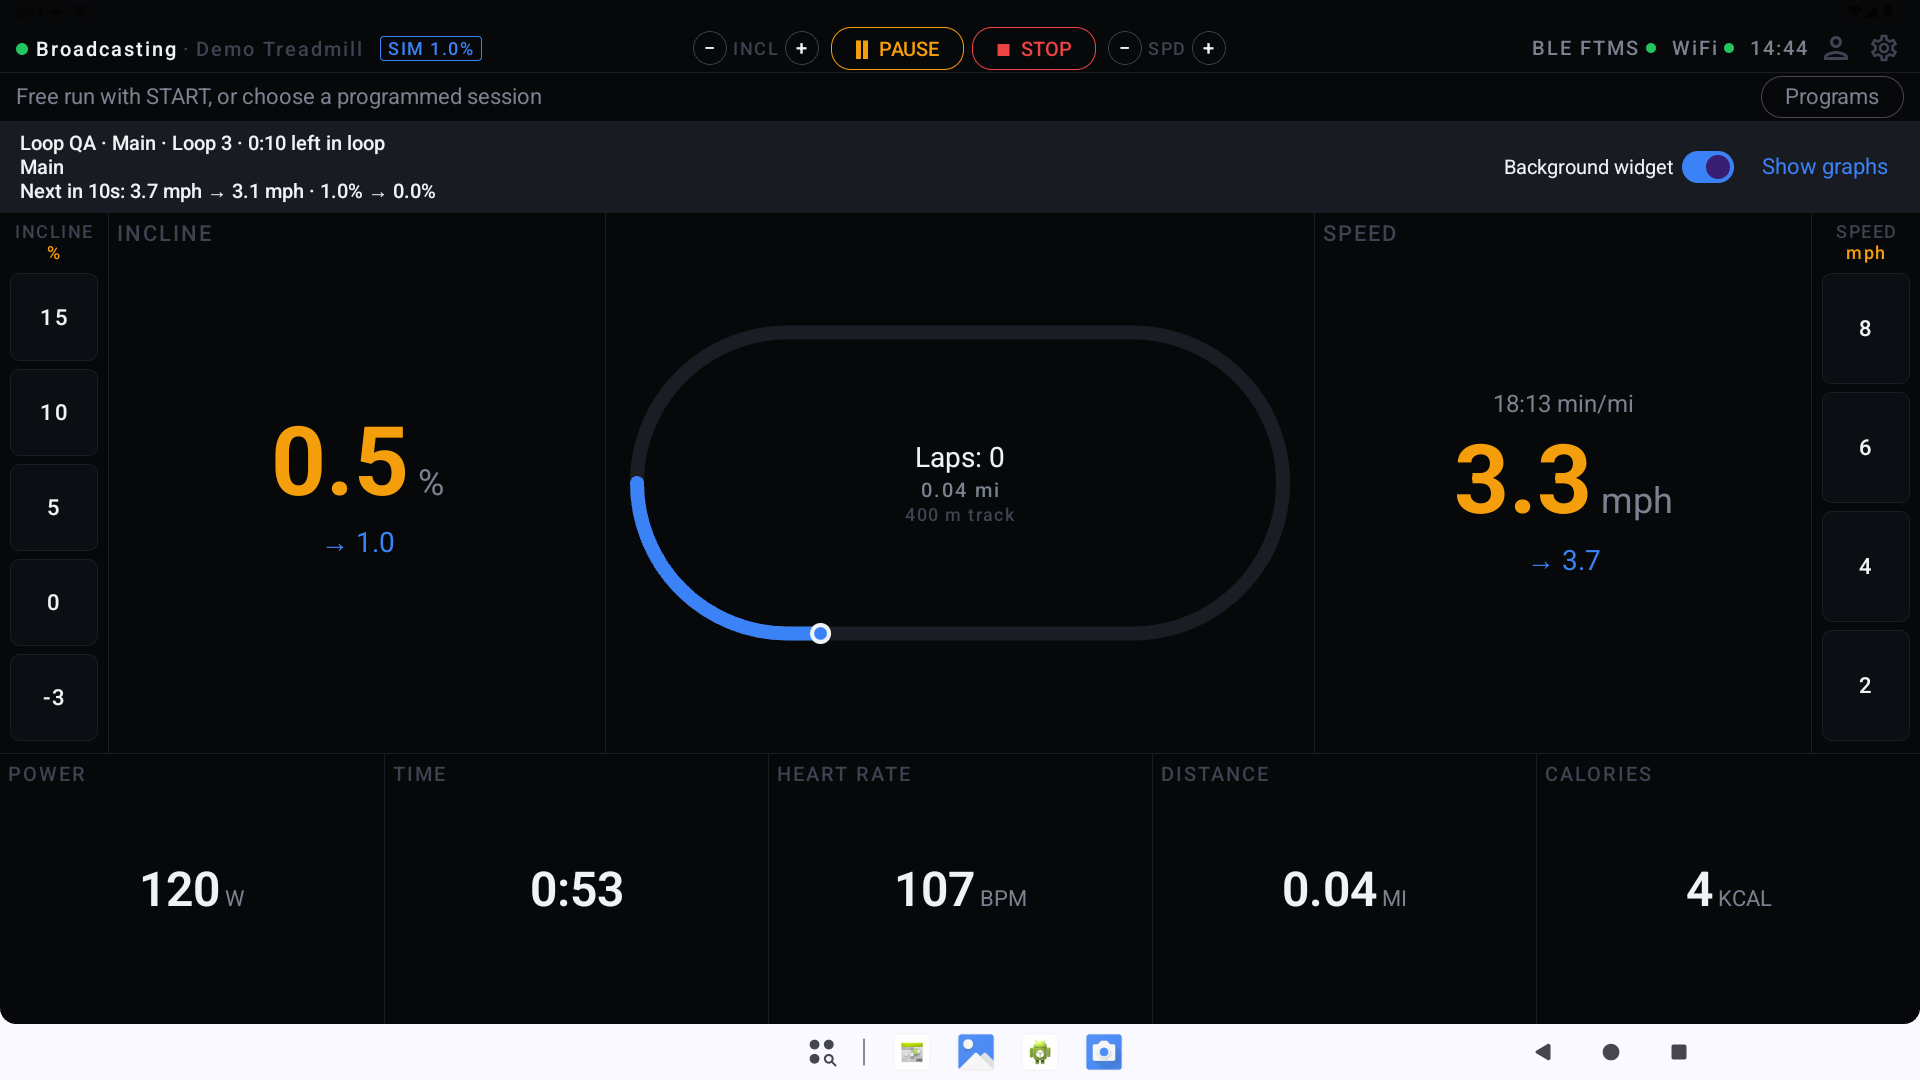 Broadcasting · Demo Treadmill SIM 1.0%
− INCL + PAUSE STOP − SPD +
BLE FTMS WiFi 14:44
Free run with START, or choose a programmed session
Programs
Loop QA · Main · Loop 3 · 0:10 left in loop
Main
Next in 10s: 3.7 mph → 3.1 mph · 1.0% → 0.0%
Background widget
Show graphs
INCLINE
%
15
10
5
0
-3
INCLINE
0.5 %
→ 1.0
Laps: 0
0.04 mi
400 m track
SPEED
18:13 min/mi
3.3 mph
→ 3.7
SPEED
mph
8
6
4
2
POWER
120 W
TIME
0:53
HEART RATE
107 BPM
DISTANCE
0.04 MI
CALORIES
4 KCAL